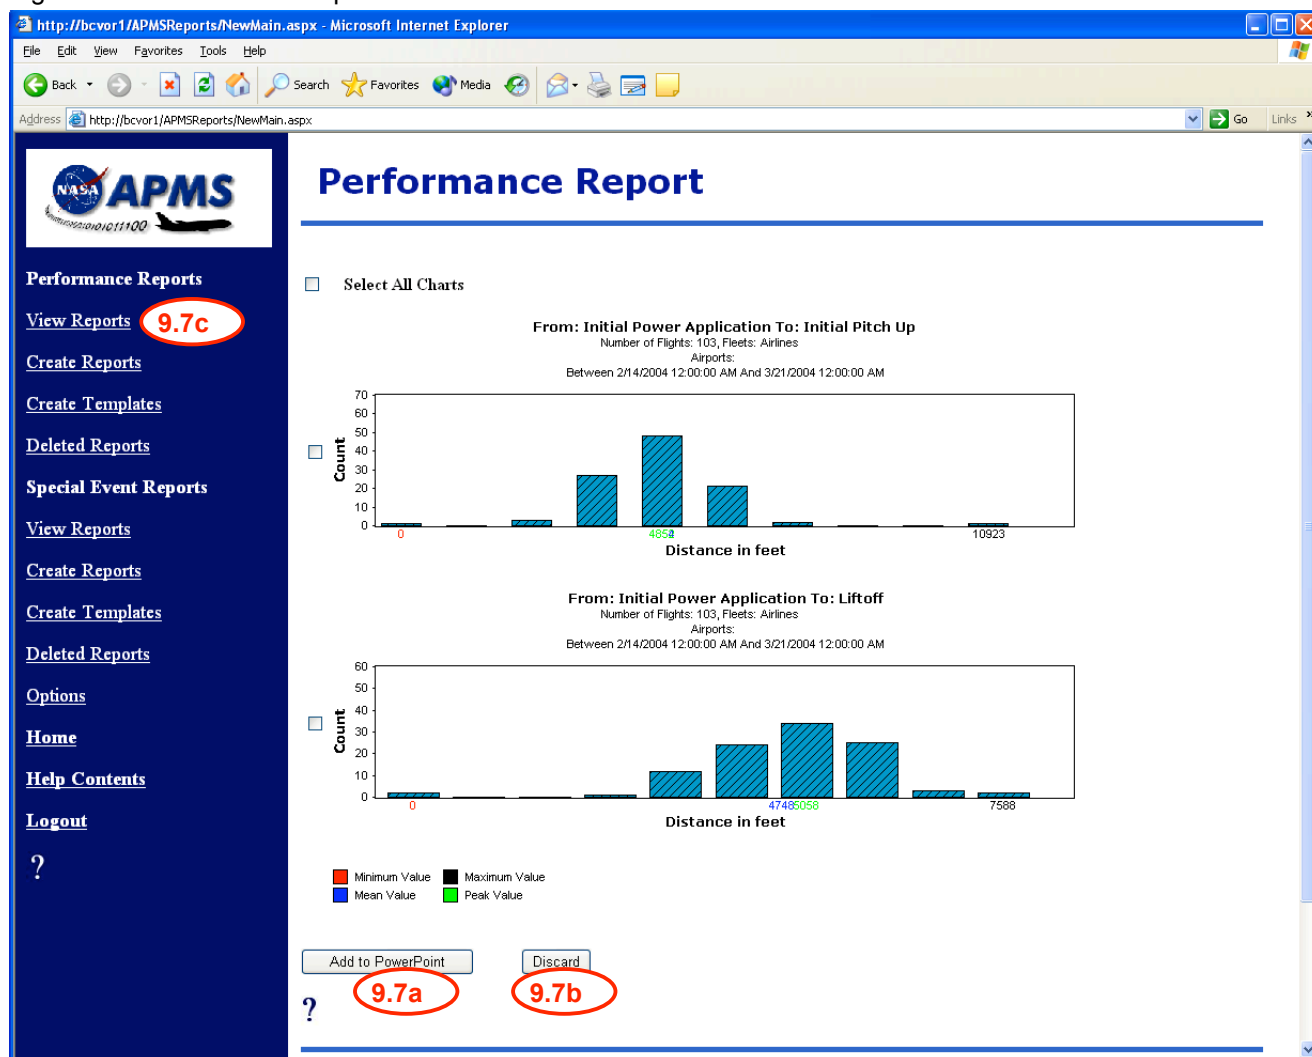 http://bcvor1/APMSReports/NewMain.aspx - Microsoft Internet Explorer
File Edit View Favorites Tools Help
Back Search Favorites Media
Address http://bcvor1/APMSReports/NewMain.aspx Go Links »
NASA APMS
Performance Report
Performance Reports
View Reports 9.7c
Create Reports
Create Templates
Deleted Reports
Special Event Reports
View Reports
Create Reports
Create Templates
Deleted Reports
Options
Home
Help Contents
Logout
?
Select All Charts
From: Initial Power Application To: Initial Pitch Up
Number of Flights: 103, Fleets: Airlines
Airports:
Between 2/14/2004 12:00:00 AM And 3/21/2004 12:00:00 AM
Count
70
60
50
40
30
20
10
0
0 10923
Distance in feet
From: Initial Power Application To: Liftoff
Number of Flights: 103, Fleets: Airlines
Airports:
Between 2/14/2004 12:00:00 AM And 3/21/2004 12:00:00 AM
Count
60
50
40
30
20
10
0
0 4748 5058 7588
Distance in feet
Minimum Value Maximum Value
Mean Value Peak Value
Add to PowerPoint Discard
9.7a 9.7b
?